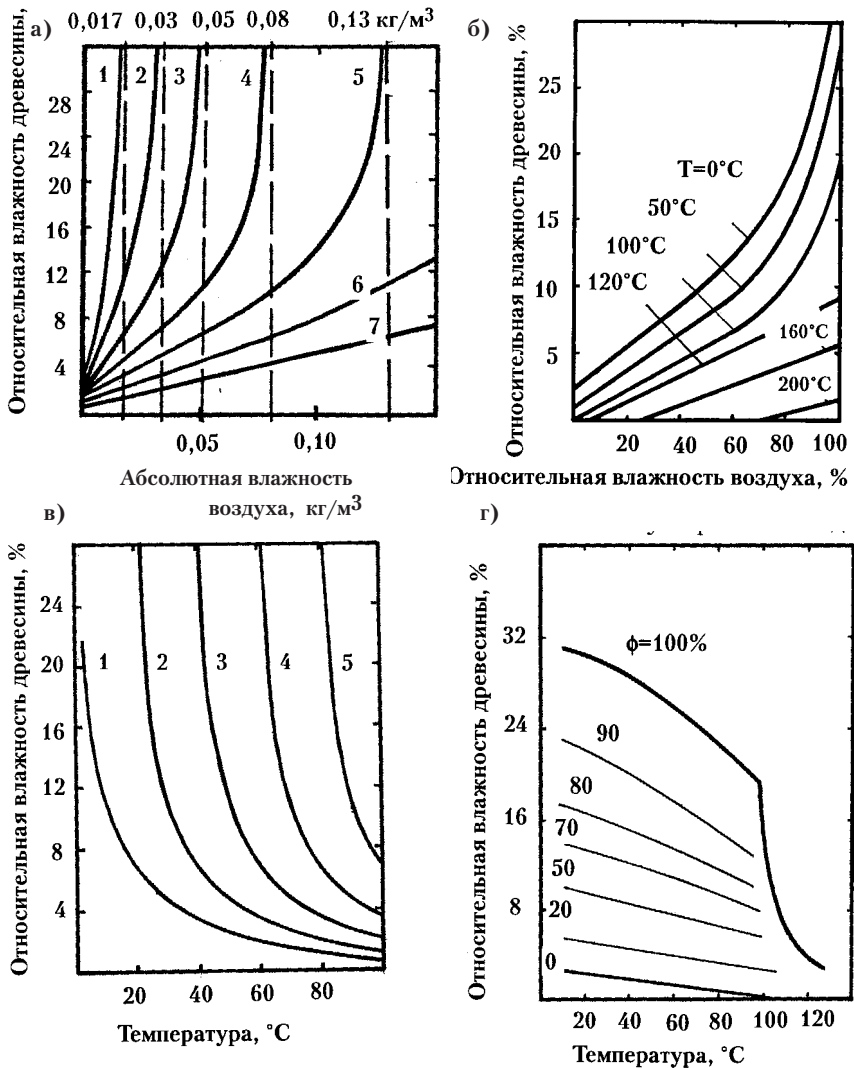 а)
0,017 0,03 0,05 0,08 0,13 кг/м³
Относительная влажность древесины, %
28
24
20
16
12
8
4
1 2 3 4 5
6
7
0,05 0,10
Абсолютная влажность
воздуха, кг/м³
б)
Относительная влажность древесины, %
25
20
15
10
5
T=0°C
50°C
100°C
120°C
160°C
200°C
20 40 60 80 100
Относительная влажность воздуха, %
в)
Относительная влажность древесины, %
24
20
16
12
8
4
1 2 3 4 5
20 40 60 80
Температура, °C
г)
Относительная влажность древесины, %
32
24
16
8
ϕ=100%
90
80
70
50
20
0
20 40 60 80 100 120
Температура, °C